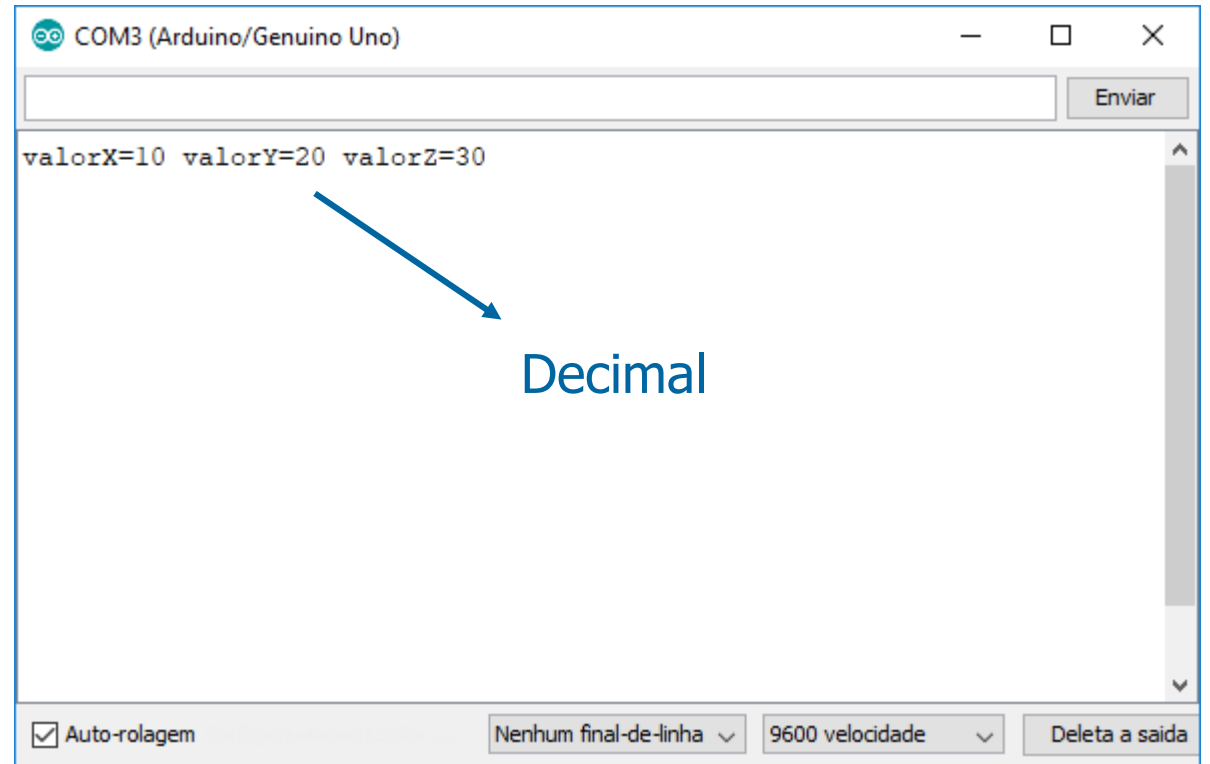 COM3 (Arduino/Genuino Uno)
Enviar
valorX=10 valorY=20 valorZ=30
Decimal
Auto-rolagem
Nenhum final-de-linha
9600 velocidade
Deleta a saida